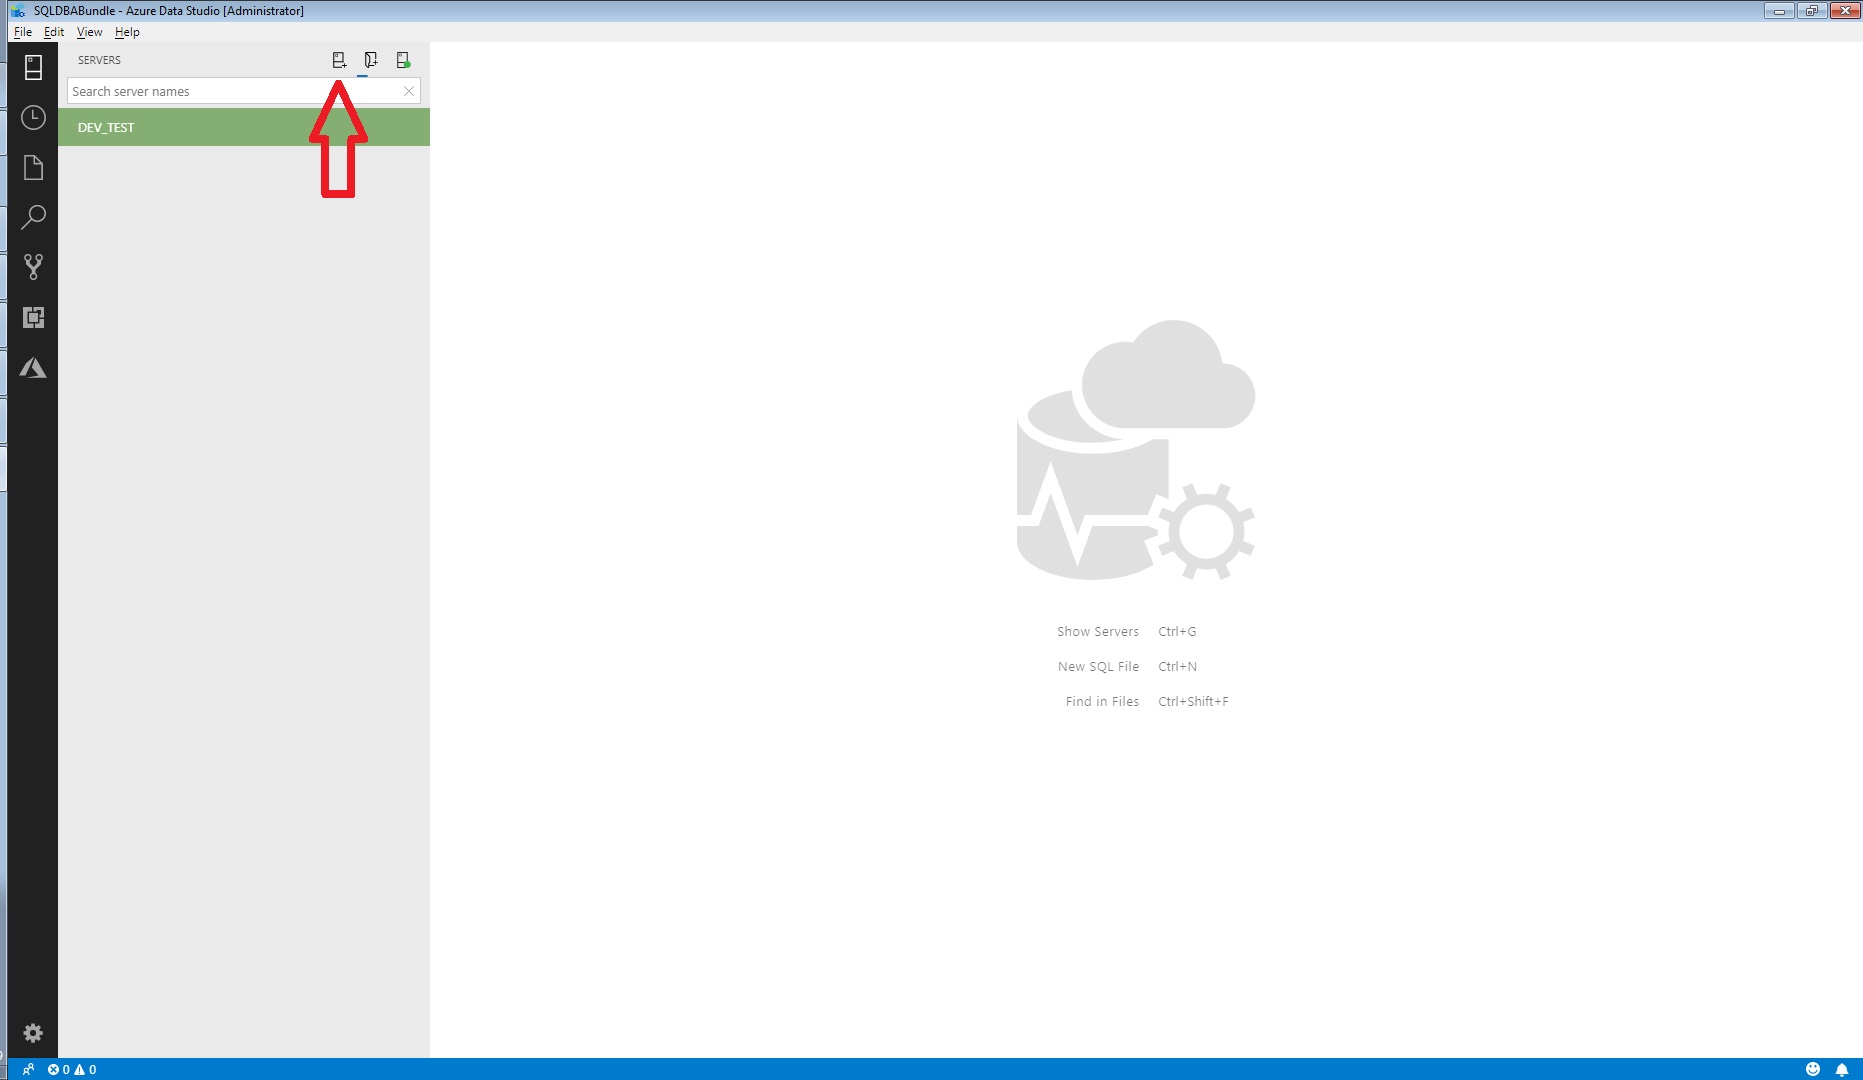 SQLDBABundle - Azure Data Studio [Administrator]
File Edit View Help
SERVERS
Search server names
DEV_TEST
Show Servers Ctrl+G
New SQL File Ctrl+N
Find in Files Ctrl+Shift+F
0 0